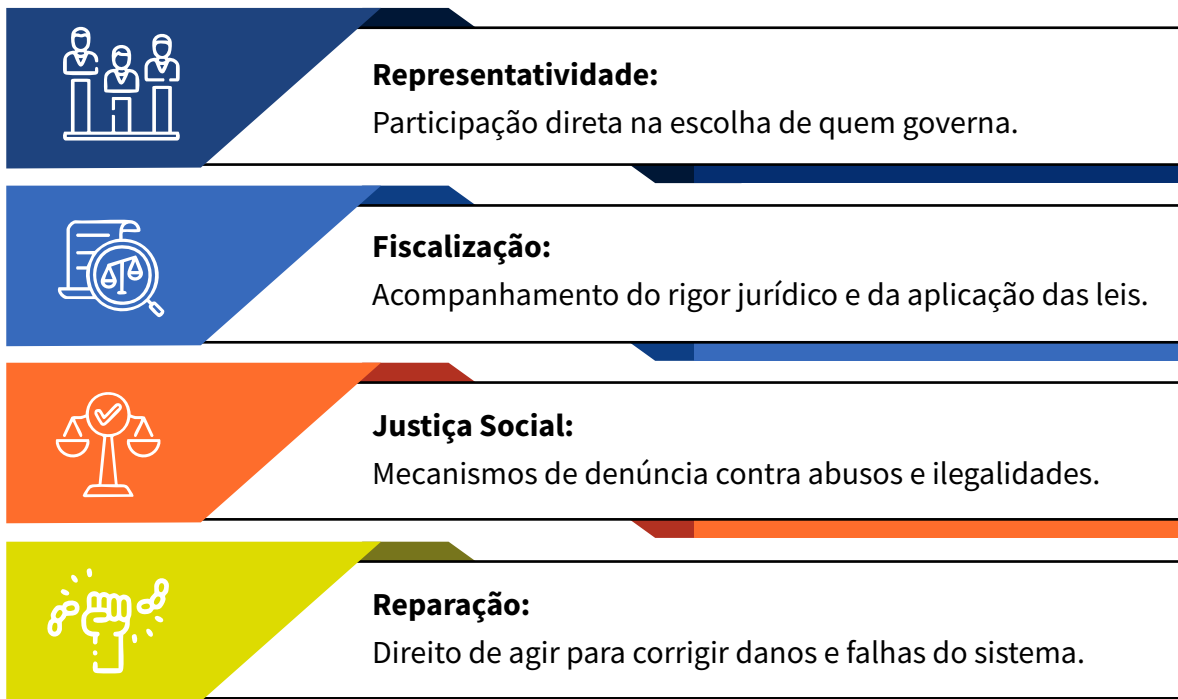 Representatividade:
Participação direta na escolha de quem governa.
Fiscalização:
Acompanhamento do rigor jurídico e da aplicação das leis.
Justiça Social:
Mecanismos de denúncia contra abusos e ilegalidades.
Reparação:
Direito de agir para corrigir danos e falhas do sistema.